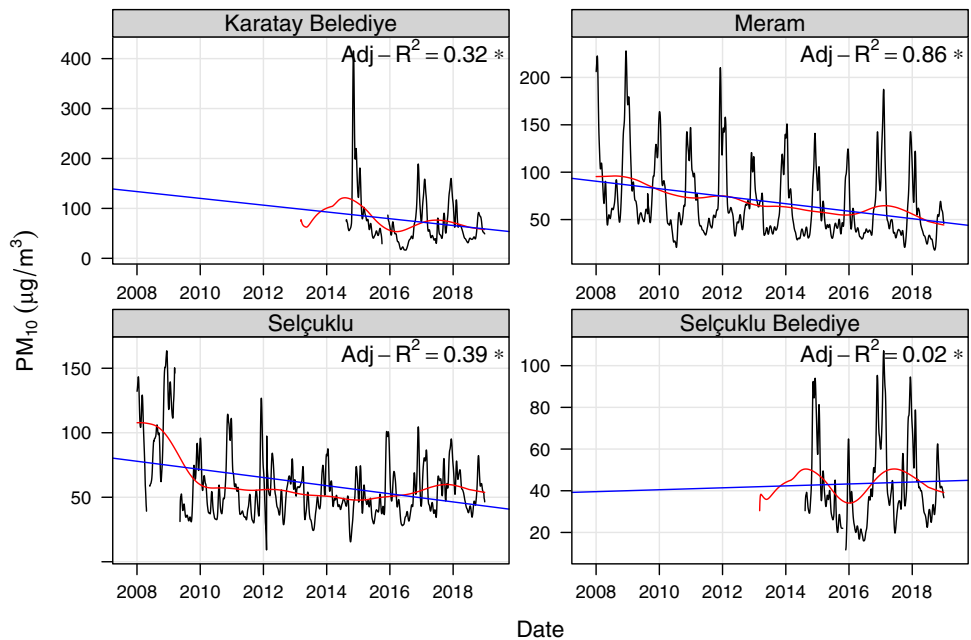 Karatay Belediye
Meram
Adj − R² = 0.32 *
Adj − R² = 0.86 *
400
300
200
100
0
200
150
100
50
0
2008 2010 2012 2014 2016 2018
2008 2010 2012 2014 2016 2018
PM₁₀ (μg/m³)
Selçuklu
Selçuklu Belediye
Adj − R² = 0.39 *
Adj − R² = 0.02 *
150
100
50
100
80
60
40
20
2008 2010 2012 2014 2016 2018
2008 2010 2012 2014 2016 2018
Date